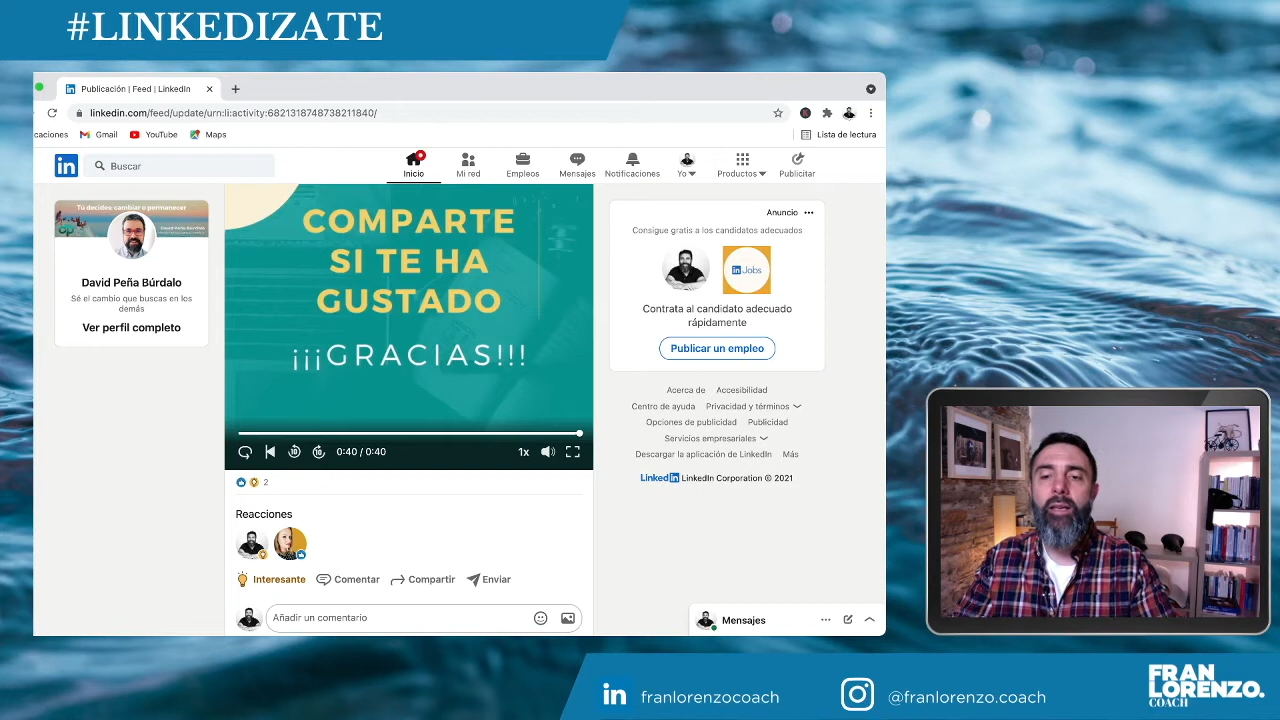 #LINKEDIZATE
Publicación | Feed | LinkedIn
linkedin.com/feed/update/urn:li:activity:6821318748738211840/
caciones Gmail YouTube Maps Lista de lectura
in Buscar
Inicio Mi red Empleos Mensajes Notificaciones Yo Productos Publicitar
Tú decides: cambiar o permanecer
David Peña Búrdalo
Sé el cambio que buscas en los
demás
Ver perfil completo
COMPARTE
SI TE HA
GUSTADO
¡¡¡GRACIAS!!!
0:40 / 0:40 1x
2
Reacciones
Interesante Comentar Compartir Enviar
Añadir un comentario
Anuncio
Consigue gratis a los candidatos adecuados
in Jobs
Contrata al candidato adecuado
rápidamente
Publicar un empleo
Acerca de Accesibilidad
Centro de ayuda Privacidad y términos
Opciones de publicidad Publicidad
Servicios empresariales
Descargar la aplicación de LinkedIn Más
LinkedIn LinkedIn Corporation © 2021
Mensajes
in franlorenzocoach @franlorenzo.coach
FRAN
LORENZO.
COACH